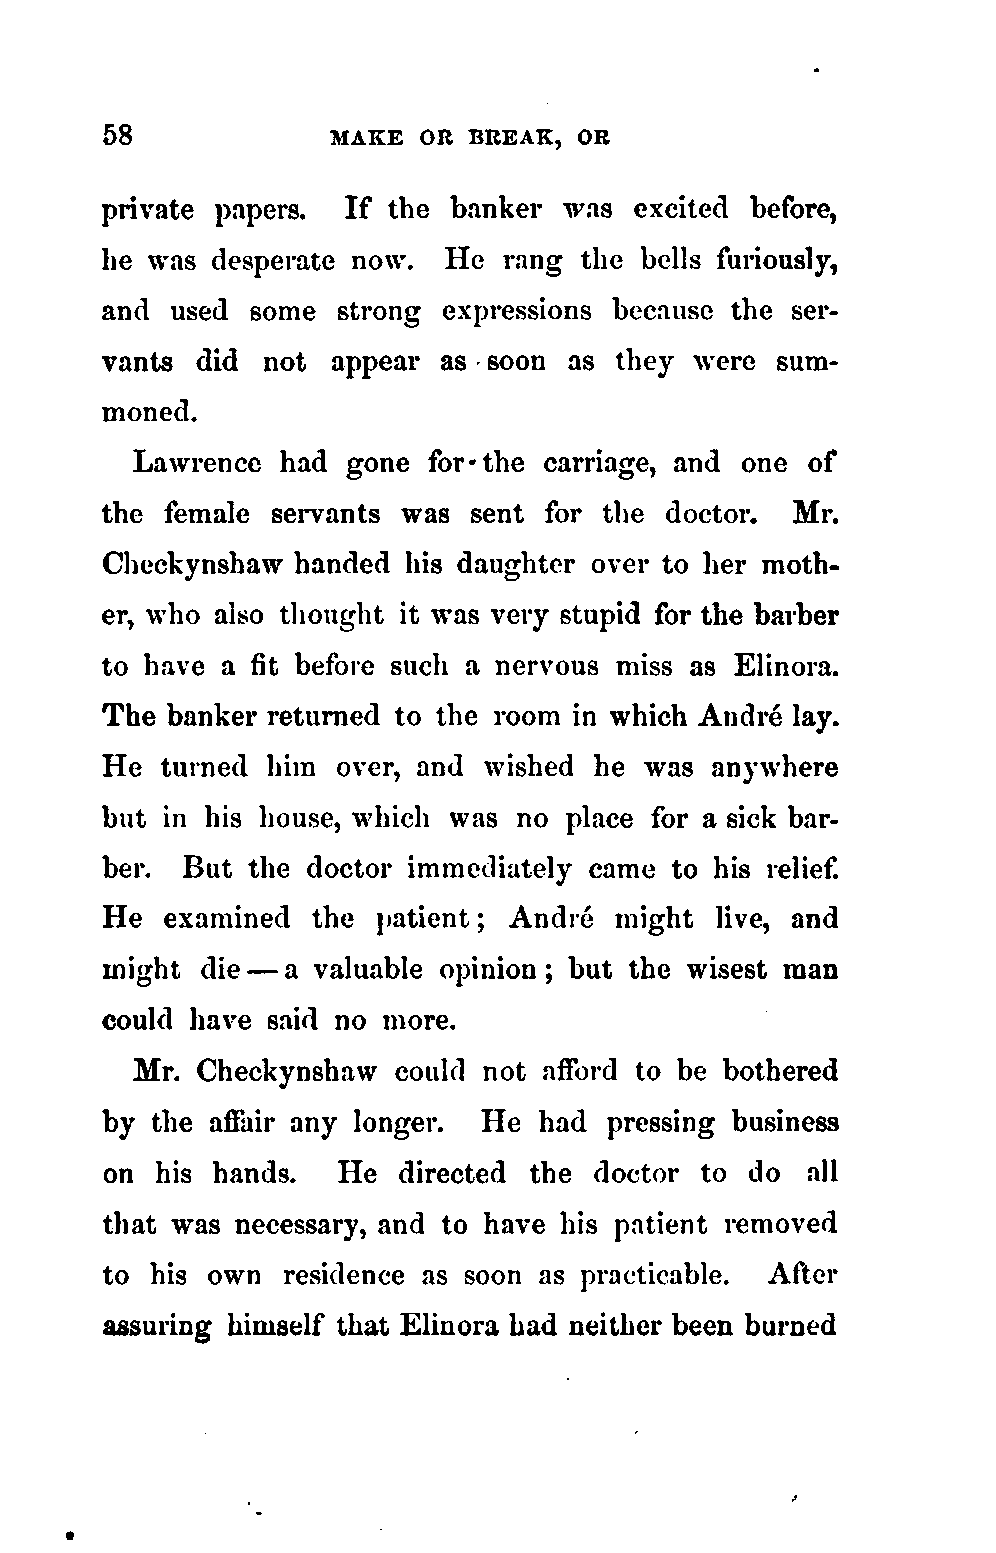 58 MAKE OR BREAK, OR
private papers. If the banker was excited before,
he was desperate now. He rang the bells furiously,
and used some strong expressions because the ser-
vants did not appear as soon as they were sum-
moned.
Lawrence had gone for the carriage, and one of
the female servants was sent for the doctor. Mr.
Checkynshaw handed his daughter over to her moth-
er, who also thought it was very stupid for the barber
to have a fit before such a nervous miss as Elinora.
The banker returned to the room in which André lay.
He turned him over, and wished he was anywhere
but in his house, which was no place for a sick bar-
ber. But the doctor immediately came to his relief.
He examined the patient; André might live, and
might die — a valuable opinion; but the wisest man
could have said no more.
Mr. Checkynshaw could not afford to be bothered
by the affair any longer. He had pressing business
on his hands. He directed the doctor to do all
that was necessary, and to have his patient removed
to his own residence as soon as practicable. After
assuring himself that Elinora had neither been burned